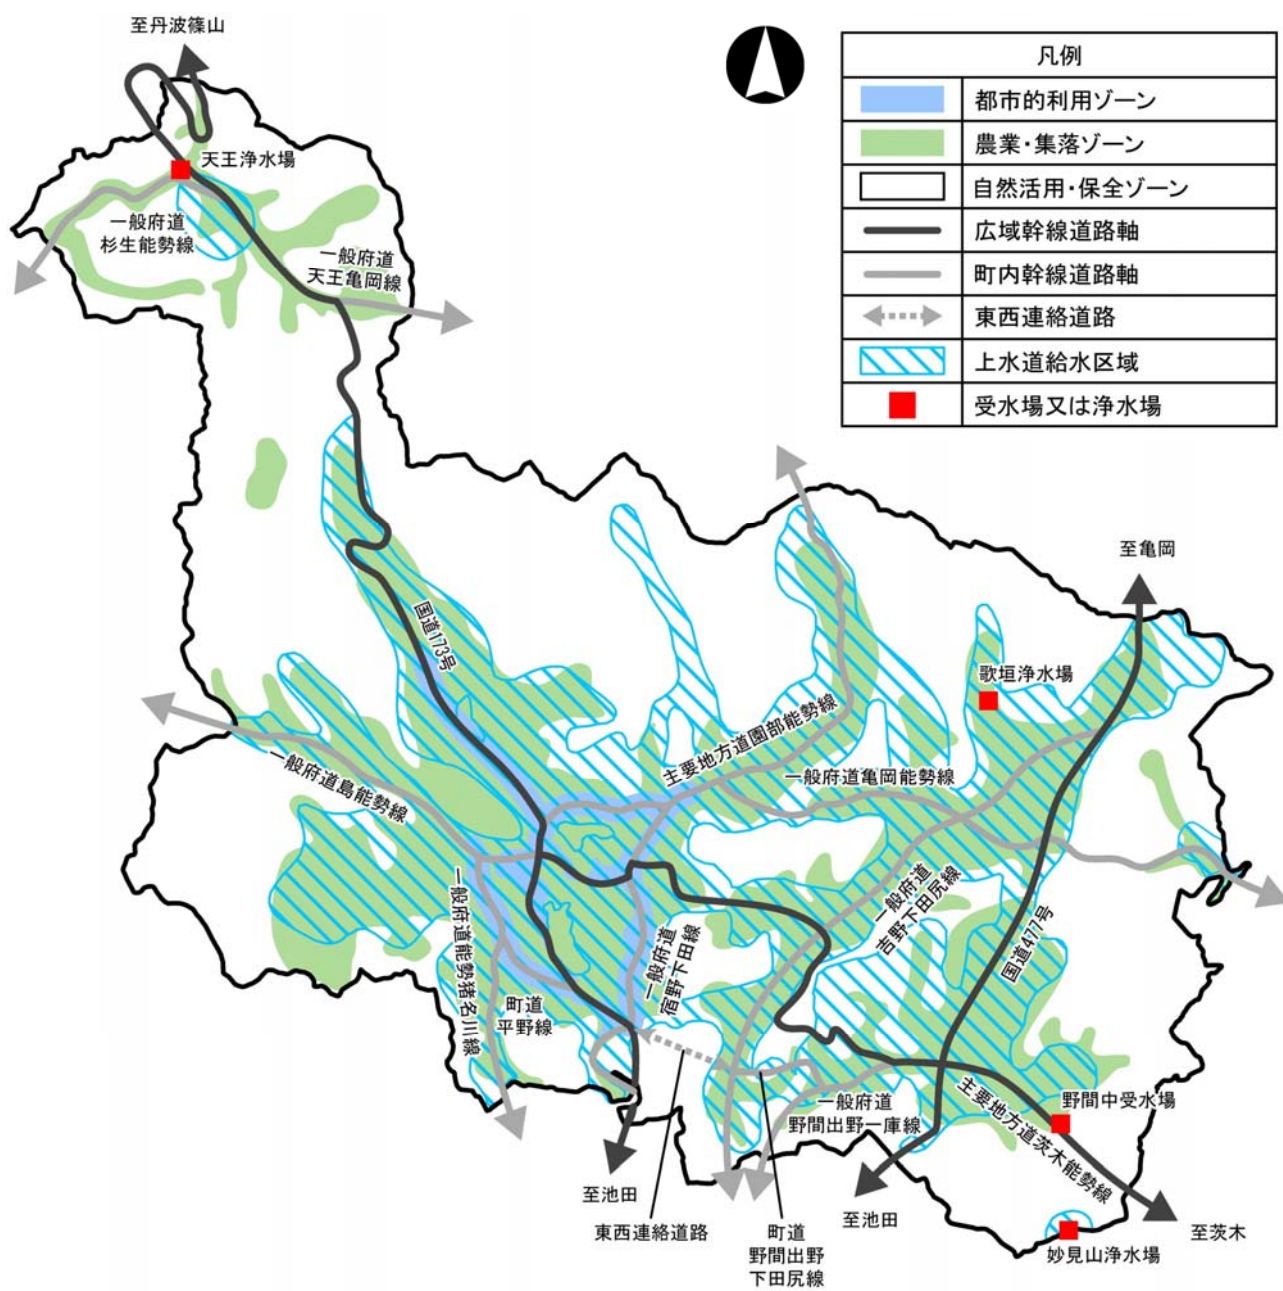 至丹波篠山
凡例
都市的利用ゾーン
農業・集落ゾーン
自然活用・保全ゾーン
広域幹線道路軸
町内幹線道路軸
東西連絡道路
上水道給水区域
受水場又は浄水場
天王浄水場
一般府道
杉生能勢線
一般府道
天王亀岡線
至亀岡
国道173号
歌垣浄水場
主要地方道園部能勢線
一般府道島能勢線
一般府道亀岡能勢線
一般府道
吉野下田尻線
一般府道能勢猪名川線
一般府道
宿野下田線
国道477号
町道
平野線
一般府道
野間出野一庫線
野間中受水場
主要地方道茨木能勢線
至池田
東西連絡道路
町道
野間出野
下田尻線
至池田
至茨木
妙見山浄水場